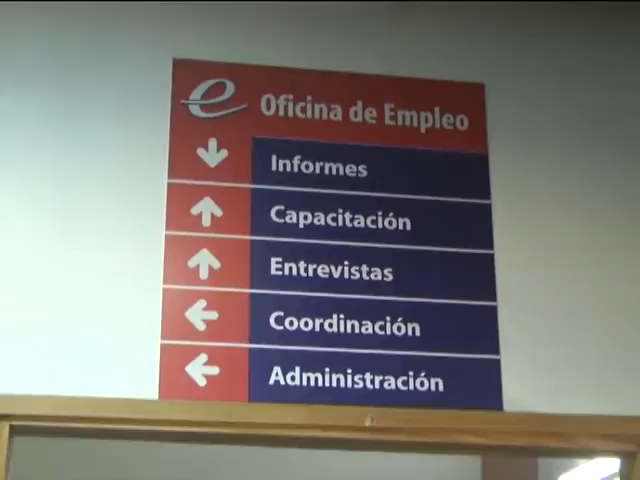 e Oficina de Empleo
Informes
Capacitación
Entrevistas
Coordinación
Administración